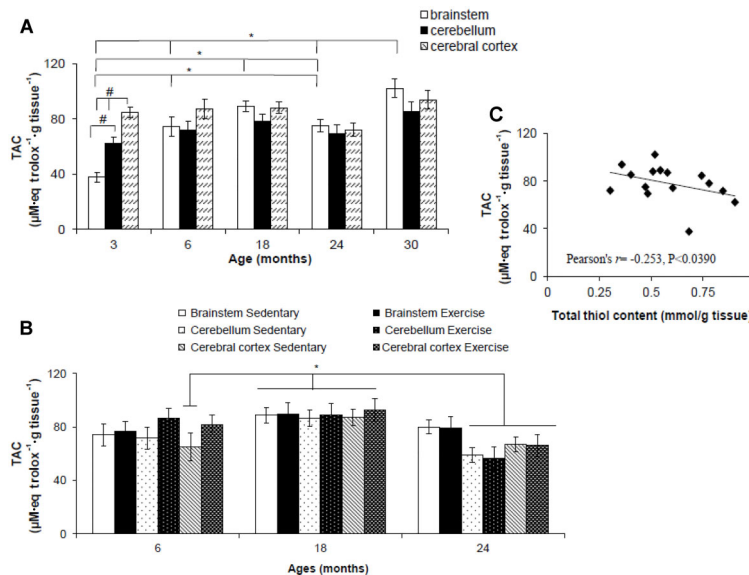 A
brainstem
cerebellum
cerebral cortex
*
*
*
#
#
TAC
(µM·eq trolox⁻¹·g tissue⁻¹)
120
80
40
0
3 6 18 24 30
Age (months)
C
TAC
(µM·eq trolox⁻¹·g tissue⁻¹)
120
80
40
0
Pearson's r= -0.253, P<0.0390
0 0.25 0.5 0.75
Total thiol content (mmol/g tissue)
Brainstem Sedentary Brainstem Exercise
Cerebellum Sedentary Cerebellum Exercise
Cerebral cortex Sedentary Cerebral cortex Exercise
B
*
TAC
(µM·eq trolox⁻¹·g tissue⁻¹)
120
80
40
0
6 18 24
Ages (months)